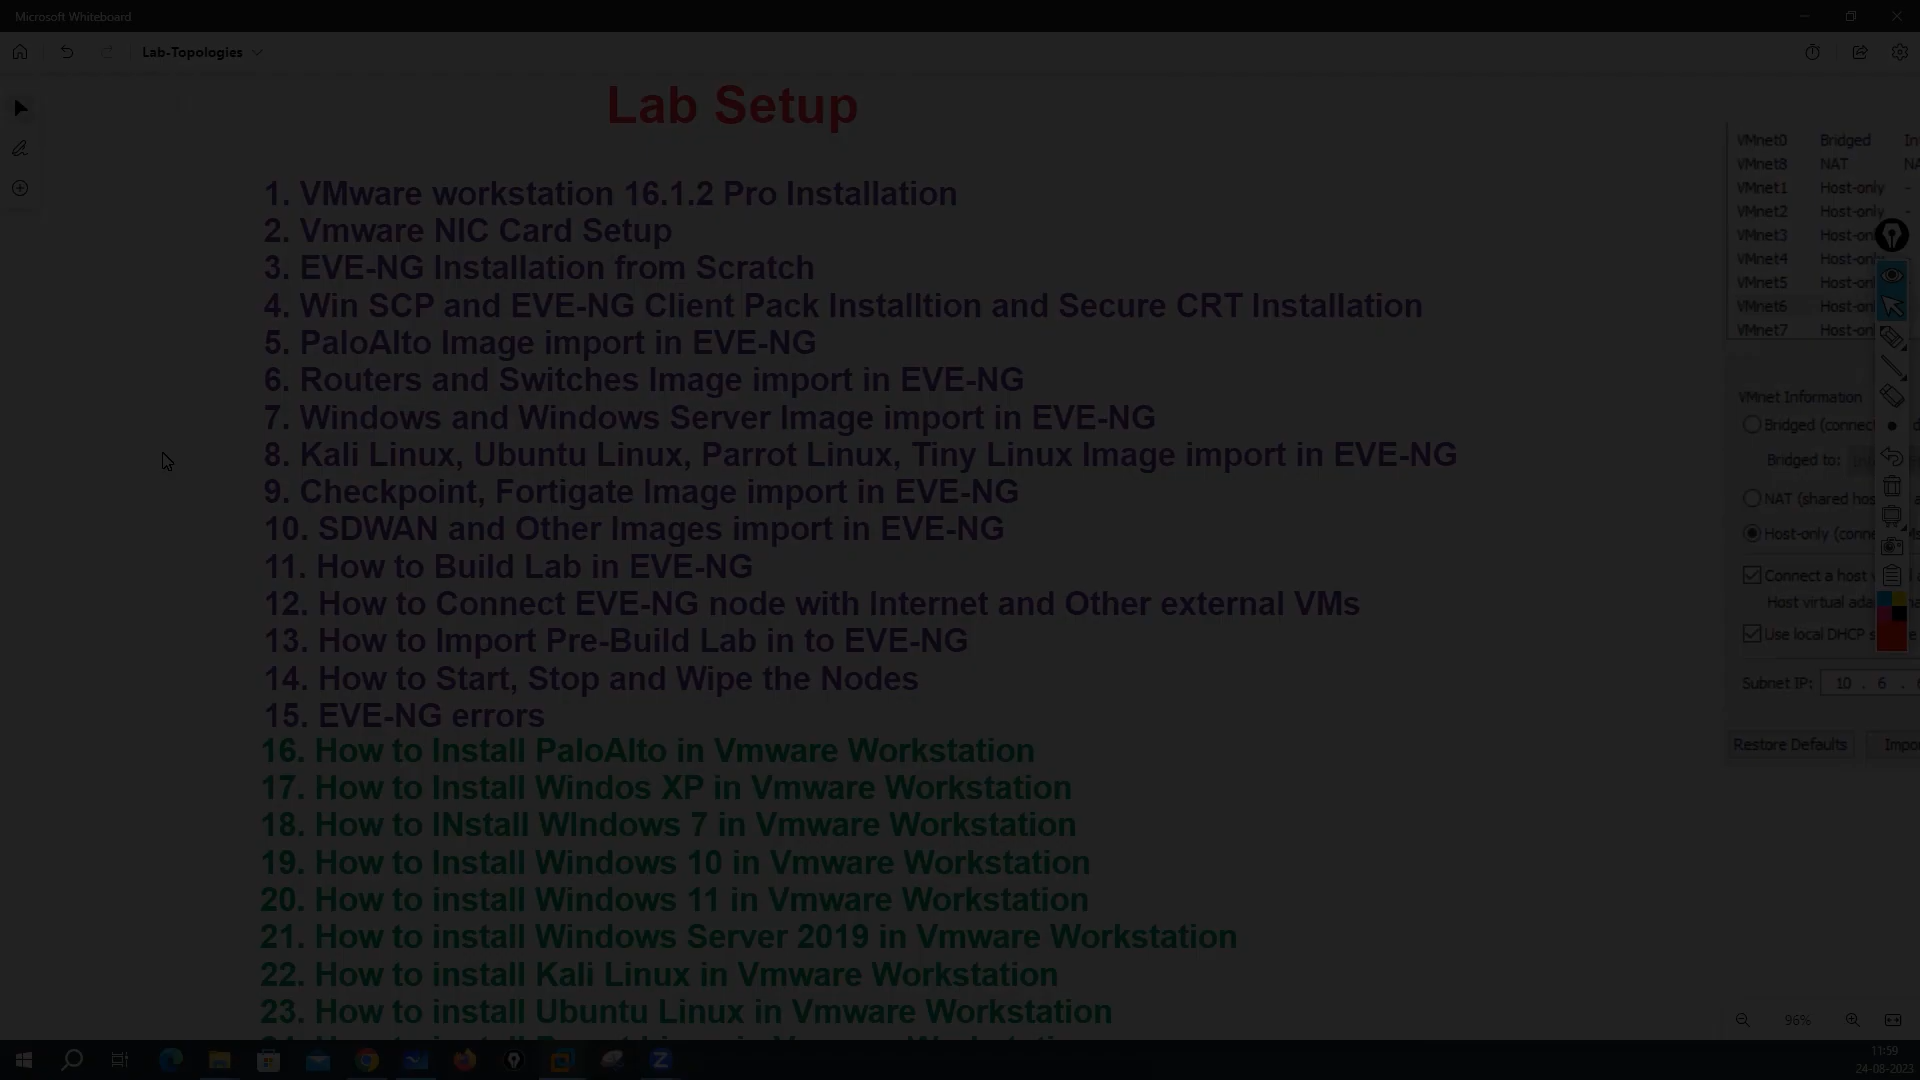 Microsoft Whiteboard
Lab-Topologies
Lab Setup
1. VMware workstation 16.1.2 Pro Installation
2. Vmware NIC Card Setup
3. EVE-NG Installation from Scratch
4. Win SCP and EVE-NG Client Pack Installtion and Secure CRT Installation
5. PaloAlto Image import in EVE-NG
6. Routers and Switches Image import in EVE-NG
7. Windows and Windows Server Image import in EVE-NG
8. Kali Linux, Ubuntu Linux, Parrot Linux, Tiny Linux Image import in EVE-NG
9. Checkpoint, Fortigate Image import in EVE-NG
10. SDWAN and Other Images import in EVE-NG
11. How to Build Lab in EVE-NG
12. How to Connect EVE-NG node with Internet and Other external VMs
13. How to Import Pre-Build Lab in to EVE-NG
14. How to Start, Stop and Wipe the Nodes
15. EVE-NG errors
16. How to Install PaloAlto in Vmware Workstation
17. How to Install Windos XP in Vmware Workstation
18. How to INstall WIndows 7 in Vmware Workstation
19. How to Install Windows 10 in Vmware Workstation
20. How to install Windows 11 in Vmware Workstation
21. How to install Windows Server 2019 in Vmware Workstation
22. How to install Kali Linux in Vmware Workstation
23. How to install Ubuntu Linux in Vmware Workstation
VMnet0 Bridged
VMnet8 NAT
VMnet1 Host-only -
VMnet2 Host-only
VMnet3
VMnet4
VMnet5
VMnet6
VMnet7
VMnet Information
Bridged
Bridged to:
NAT (shared
Host-only
Connect a host
Host virtual
Use local DHCP
Subnet IP: 10 . 6 .
Restore Defaults
96%
11:59
24-08-2023